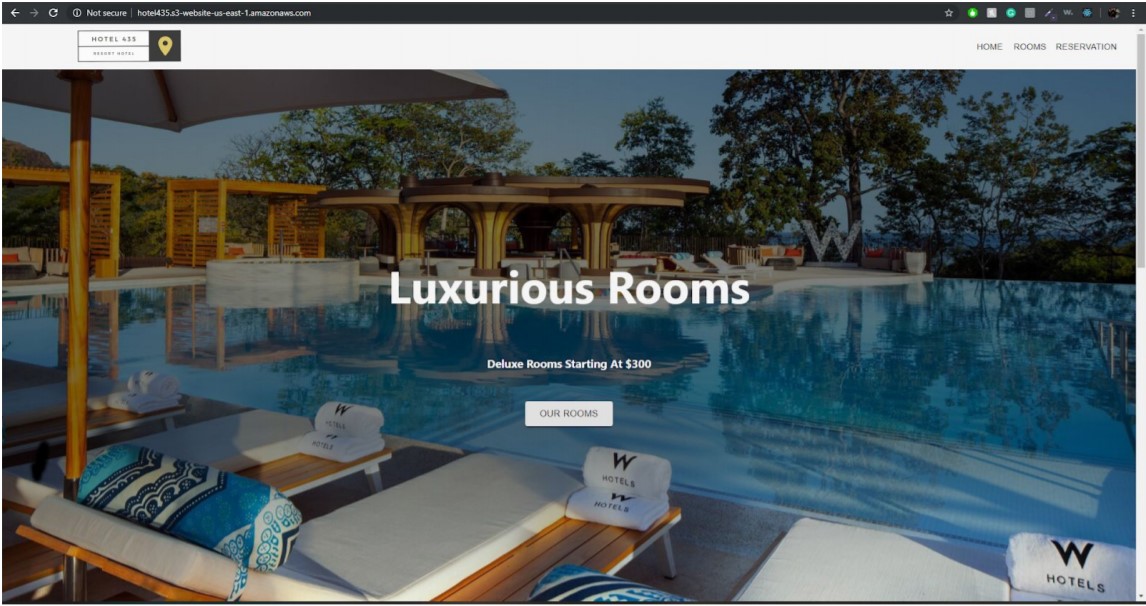 Not secure | hotel435.s3-website-us-east-1.amazonaws.com
HOTEL 435
RESORT HOTEL
HOME ROOMS RESERVATION
W
Luxurious Rooms
Deluxe Rooms Starting At $300
OUR ROOMS
W
HOTELS
HOTELS
W
HOTELS
W
HOTELS
W
HOTELS